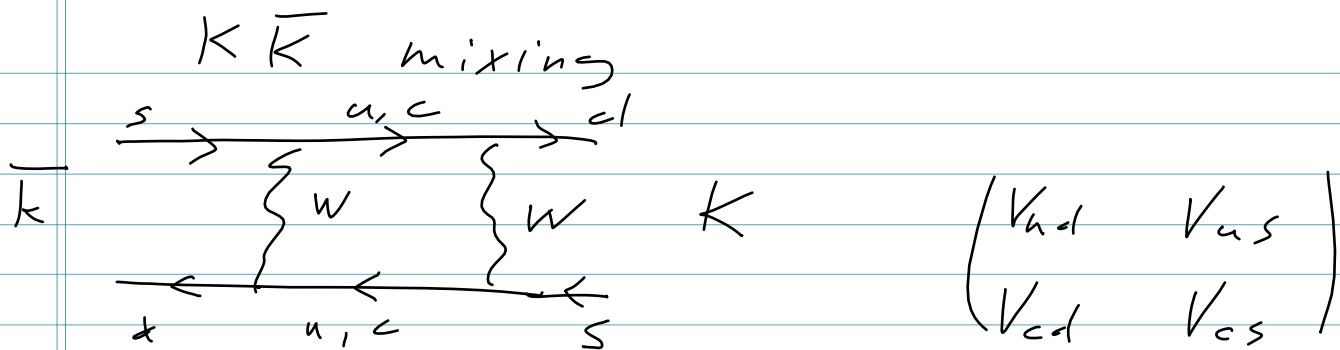 K K̅ mixing
s u, c d
k̅ W W K ( V_ud V_us
V_cd V_cs )
d u, c s